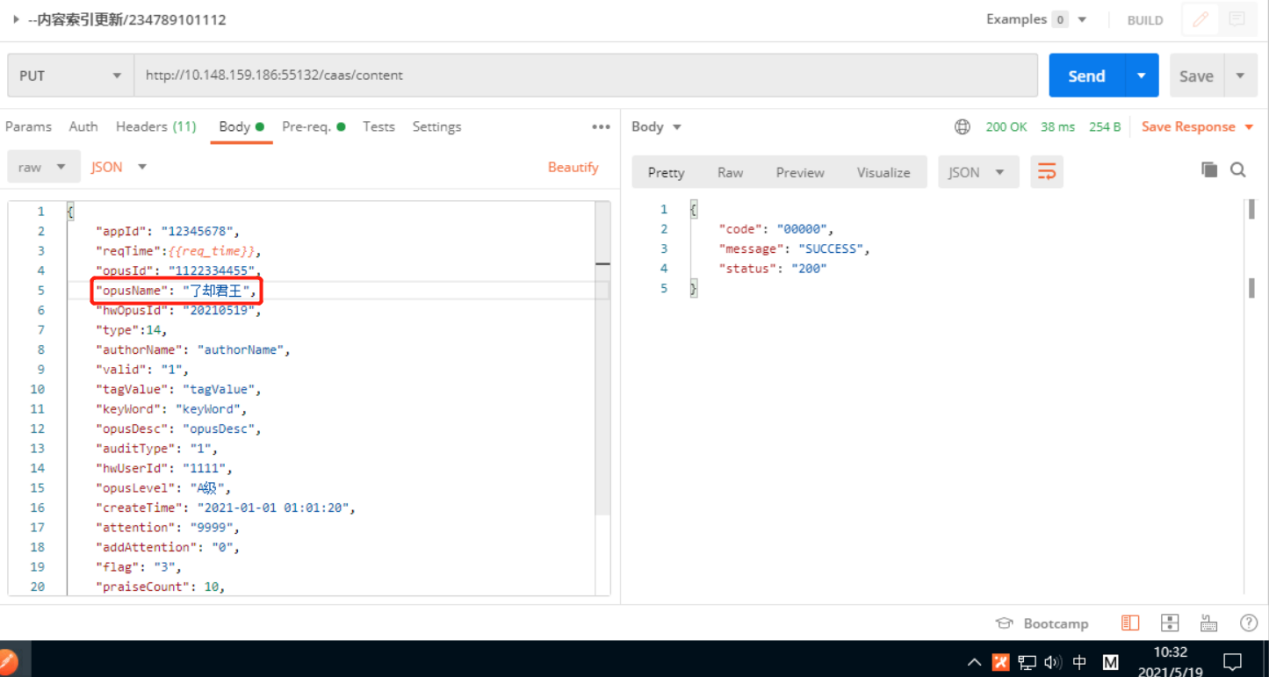 --内容索引更新/234789101112
Examples 0 BUILD
PUT http://10.148.159.186:55132/caas/content Send Save
Params Auth Headers (11) Body Pre-req. Tests Settings
Body 200 OK 38 ms 254 B Save Response
raw JSON Beautify
Pretty Raw Preview Visualize JSON
1 {
2 "appId": "12345678",
3 "reqTime":{{req_time}},
4 "opusId": "1122334455",
5 "opusName": "了却君王",
6 "hwOpusId": "20210519",
7 "type":14,
8 "authorName": "authorName",
9 "valid": "1",
10 "tagValue": "tagValue",
11 "keyWord": "keyWord",
12 "opusDesc": "opusDesc",
13 "auditType": "1",
14 "hwUserId": "1111",
15 "opusLevel": "A级",
16 "createTime": "2021-01-01 01:01:20",
17 "attention": "9999",
18 "addAttention": "0",
19 "flag": "3",
20 "praiseCount": 10,
1 {
2 "code": "00000",
3 "message": "SUCCESS",
4 "status": "200"
5 }
Bootcamp
中 M 10:32
2021/5/19